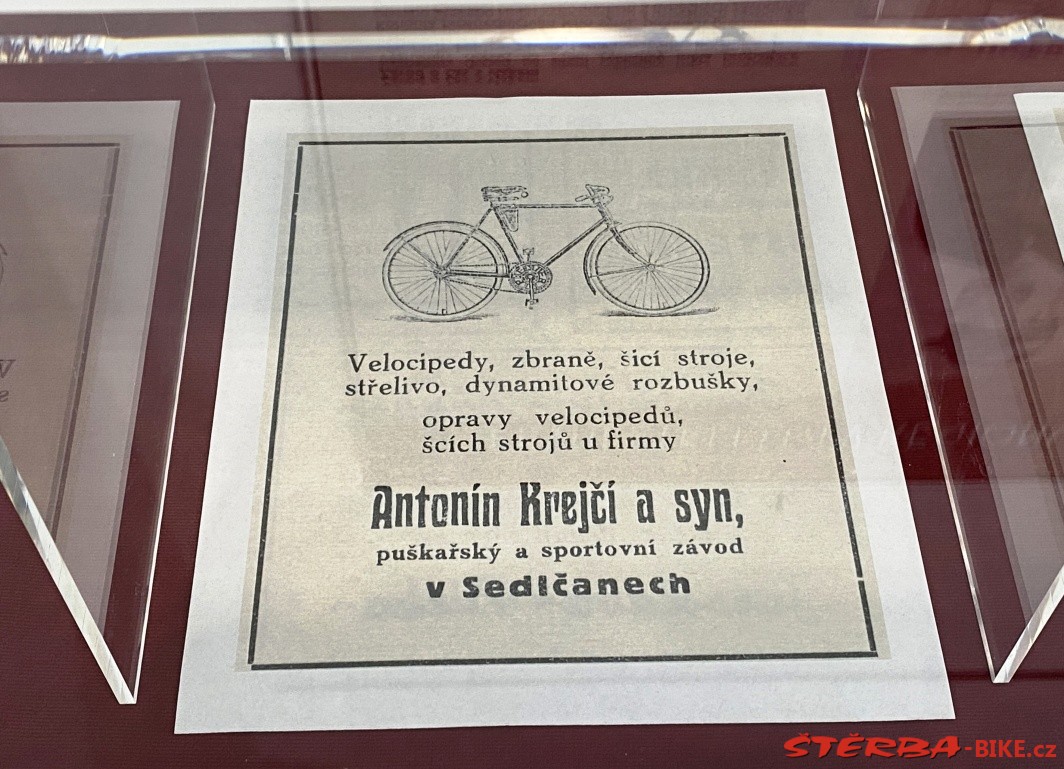 Velocipedy, zbraně, šicí stroje,
střelivo, dynamitové rozbušky,
opravy velocipedů,
šcích strojů u firmy
Antonín Krejčí a syn,
puškařský a sportovní závod
v Sedlčanech
ŠTĚRBA-BIKE.cz